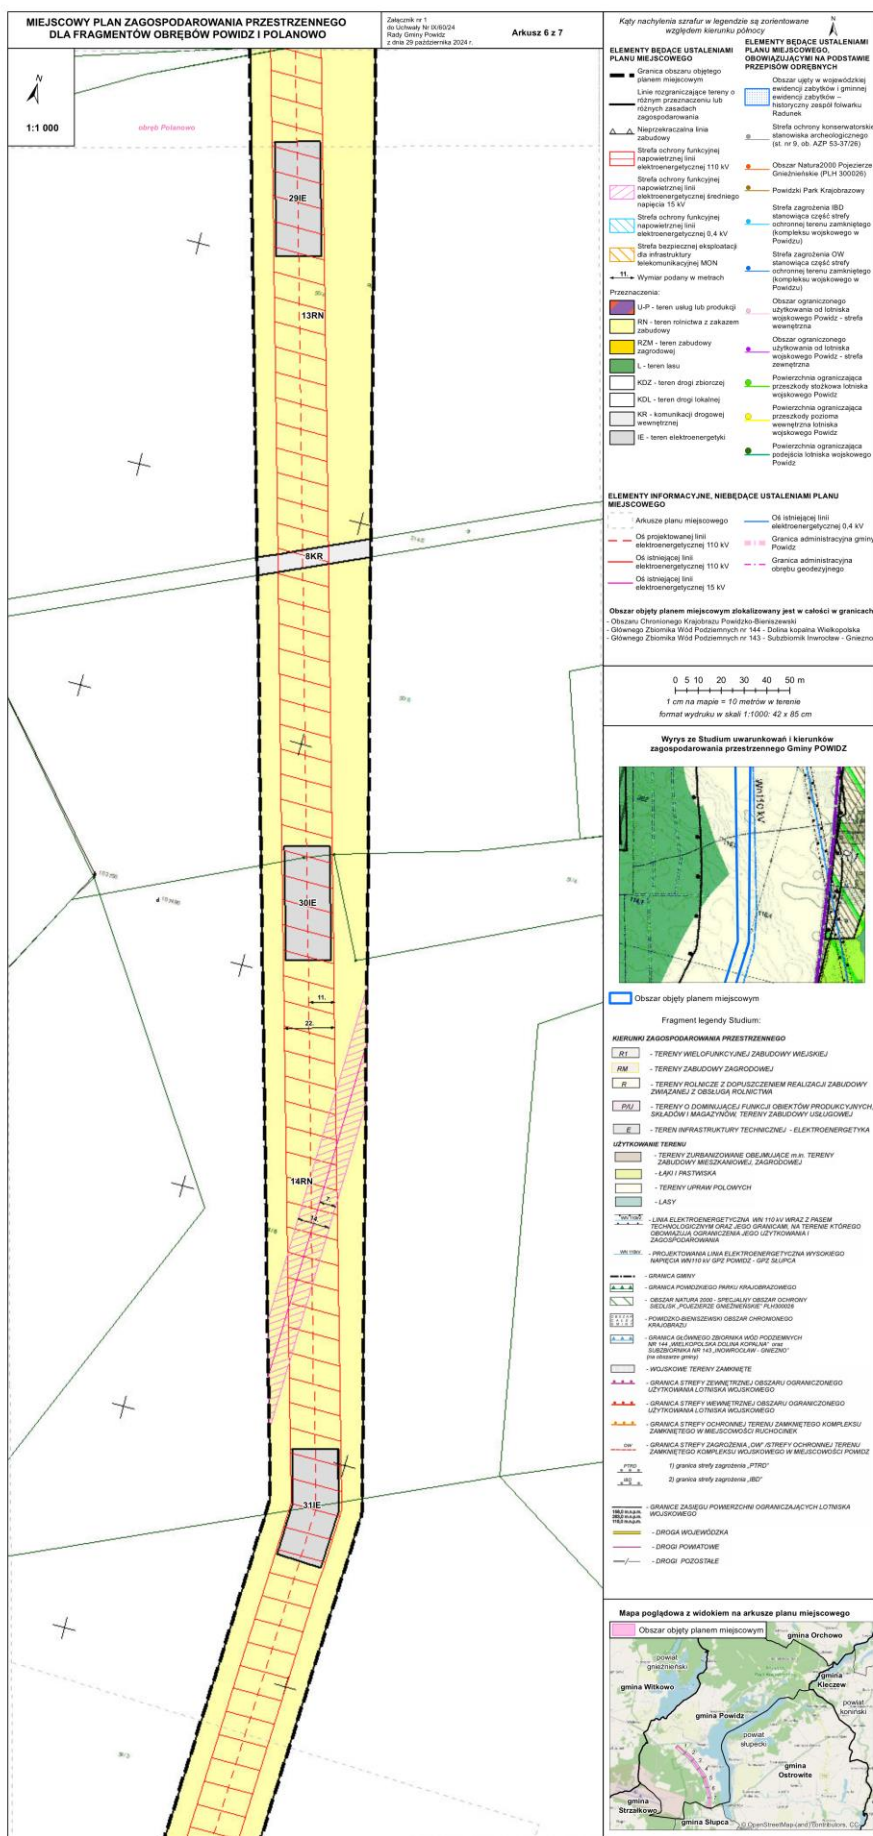 MIEJSCOWY PLAN ZAGOSPODAROWANIA PRZESTRZENNEGO
DLA FRAGMENTÓW OBRĘBÓW POWIDZ I POLANOWO
Załącznik nr 1
do Uchwały Nr IX/60/24
Rady Gminy Powidz
z dnia 29 października 2024 r.
Arkusz 6 z 7
N
1:1 000
obręb Polanowo
29IE
13RN
8KR
30IE
11.
22.
14RN
7.
14.
31IE
Kąty nachylenia szrafur w legendzie są zorientowane
względem kierunku północy
N
ELEMENTY BĘDĄCE USTALENIAMI
PLANU MIEJSCOWEGO
Granica obszaru objętego
planem miejscowym
Linie rozgraniczające tereny o
różnym przeznaczeniu lub
różnych zasadach
zagospodarowania
Nieprzekraczalna linia
zabudowy
Strefa ochrony funkcyjnej
napowietrznej linii
elektroenergetycznej 110 kV
Strefa ochrony funkcyjnej
napowietrznej linii
elektroenergetycznej średniego
napięcia 15 kV
Strefa ochrony funkcyjnej
napowietrznej linii
elektroenergetycznej 0,4 kV
Strefa bezpiecznej eksploatacji
dla infrastruktury
telekomunikacyjnej MON
11.
Wymiar podany w metrach
Przeznaczenia:
U-P - teren usług lub produkcji
RN - teren rolnictwa z zakazem
zabudowy
RZM - teren zabudowy
zagrodowej
L - teren lasu
KDZ - teren drogi zbiorczej
KDL - teren drogi lokalnej
KR - komunikacji drogowej
wewnętrznej
IE - teren elektroenergetyki
ELEMENTY BĘDĄCE USTALENIAMI
PLANU MIEJSCOWEGO,
OBOWIĄZUJĄCYMI NA PODSTAWIE
PRZEPISÓW ODRĘBNYCH
Obszar ujęty w wojewódzkiej
ewidencji zabytków i gminnej
ewidencji zabytków –
historyczny zespół folwarku
Radunek
Strefa ochrony konserwatorskiej
stanowiska archeologicznego
(st. nr 9, ob. AZP 53-37/26)
Obszar Natura2000 Pojezierze
Gnieźnieńskie (PLH 300026)
Powidzki Park Krajobrazowy
Strefa zagrożenia IBD
stanowiąca część strefy
ochronnej terenu zamkniętego
(kompleksu wojskowego w
Powidzu)
Strefa zagrożenia OW
stanowiąca część strefy
ochronnej terenu zamkniętego
(kompleksu wojskowego w
Powidzu)
Obszar ograniczonego
użytkowania od lotniska
wojskowego Powidz - strefa
wewnętrzna
Obszar ograniczonego
użytkowania od lotniska
wojskowego Powidz - strefa
zewnętrzna
Powierzchnia ograniczająca
przeszkody stożkowa lotniska
wojskowego Powidz
Powierzchnia ograniczająca
przeszkody pozioma
wewnętrzna lotniska
wojskowego Powidz
Powierzchnia ograniczająca
podejścia lotniska wojskowego
Powidz
ELEMENTY INFORMACYJNE, NIEBĘDĄCE USTALENIAMI PLANU
MIEJSCOWEGO
Arkusze planu miejscowego
Oś projektowanej linii
elektroenergetycznej 110 kV
Oś istniejącej linii
elektroenergetycznej 110 kV
Oś istniejącej linii
elektroenergetycznej 15 kV
Oś istniejącej linii
elektroenergetycznej 0,4 kV
Granica administracyjna gminy
Powidz
Granica administracyjna
obrębu geodezyjnego
Obszar objęty planem miejscowym zlokalizowany jest w całości w granicach:
- Obszaru Chronionego Krajobrazu Powidzko-Bieniszewski
- Głównego Zbiornika Wód Podziemnych nr 144 - Dolina kopalna Wielkopolska
- Głównego Zbiornika Wód Podziemnych nr 143 - Subzbiornik Inwrocław - Gniezno
0 5 10 20 30 40 50 m
1 cm na mapie = 10 metrów w terenie
format wydruku w skali 1:1000: 42 x 85 cm
Wyrys ze Studium uwarunkowań i kierunków
zagospodarowania przestrzennego Gminy POWIDZ
Wn110 kV
Obszar objęty planem miejscowym
Fragment legendy Studium:
KIERUNKI ZAGOSPODAROWANIA PRZESTRZENNEGO
R1 - TERENY WIELOFUNKCYJNEJ ZABUDOWY WIEJSKIEJ
RM - TERENY ZABUDOWY ZAGRODOWEJ
R - TERENY ROLNICZE Z DOPUSZCZENIEM REALIZACJI ZABUDOWY
ZWIĄZANEJ Z OBSŁUGĄ ROLNICTWA
P/U - TERENY O DOMINUJĄCEJ FUNKCJI OBIEKTÓW PRODUKCYJNYCH,
SKŁADÓW I MAGAZYNÓW, TERENY ZABUDOWY USŁUGOWEJ
E - TEREN INFRASTRUKTURY TECHNICZNEJ - ELEKTROENERGETYKA
UŻYTKOWANIE TERENU
- TERENY ZURBANIZOWANE OBEJMUJĄCE m.in. TERENY
ZABUDOWY MIESZKANIOWEJ, ZAGRODOWEJ
- ŁĄKI I PASTWISKA
- TERENY UPRAW POLOWYCH
- LASY
- LINIA ELEKTROENERGETYCZNA WN 110 kV WRAZ Z PASEM
TECHNOLOGICZNYM ORAZ JEGO GRANICAMI, NA TERENIE KTÓREGO
OBOWIĄZUJĄ OGRANICZENIA JEGO UŻYTKOWANIA I
ZAGOSPODAROWANIA
- PROJEKTOWANA LINIA ELEKTROENERGETYCZNA WYSOKIEGO
NAPIĘCIA WN110 kV GPZ POWIDZ - GPZ SŁUPCA
- GRANICA GMINY
- GRANICA POWIDZKIEGO PARKU KRAJOBRAZOWEGO
- OBSZAR NATURA 2000 - SPECJALNY OBSZAR OCHRONY
SIEDLISK „POJEZIERZE GNIEŹNIEŃSKIE" PLH300026
- POWIDZKO-BIENISZEWSKI OBSZAR CHRONIONEGO
KRAJOBRAZU
- GRANICA GŁÓWNEGO ZBIORNIKA WÓD PODZIEMNYCH
NR 144 „WIELKOPOLSKA DOLINA KOPALNA" oraz
SUBZBIORNIKA NR 143 „INOWROCŁAW - GNIEZNO"
(na obszarze gminy)
- WOJSKOWE TERENY ZAMKNIĘTE
- GRANICA STREFY ZEWNĘTRZNEJ OBSZARU OGRANICZONEGO
UŻYTKOWANIA LOTNISKA WOJSKOWEGO
- GRANICA STREFY WEWNĘTRZNEJ OBSZARU OGRANICZONEGO
UŻYTKOWANIA LOTNISKA WOJSKOWEGO
- GRANICA STREFY OCHRONNEJ TERENU ZAMKNIĘTEGO KOMPLEKSU
ZAMKNIĘTEGO W MIEJSCOWOŚCI RUCHOCINEK
OW - GRANICA STREFY ZAGROŻENIA „OW" /STREFY OCHRONNEJ TERENU
ZAMKNIĘTEGO KOMPLEKSU WOJSKOWEGO W MIEJSCOWOŚCI POWIDZ
PTRD 1) granica strefy zagrożenia „PTRD"
IBD 2) granica strefy zagrożenia „IBD"
- GRANICE ZASIĘGU POWIERZCHNI OGRANICZAJĄCYCH LOTNISKA
WOJSKOWEGO
- DROGA WOJEWÓDZKA
- DROGI POWIATOWE
- DROGI POZOSTAŁE
Mapa poglądowa z widokiem na arkusze planu miejscowego
Obszar objęty planem miejscowym
gmina Orchowo
powiat
gnieźnieński
gmina Witkowo
gmina
Kleczew
powiat
koniński
gmina Powidz
powiat
słupecki
gmina
Ostrowite
gmina
Strzałkowo
gmina Słupca
© OpenStreetMap (and) contributors, CC-